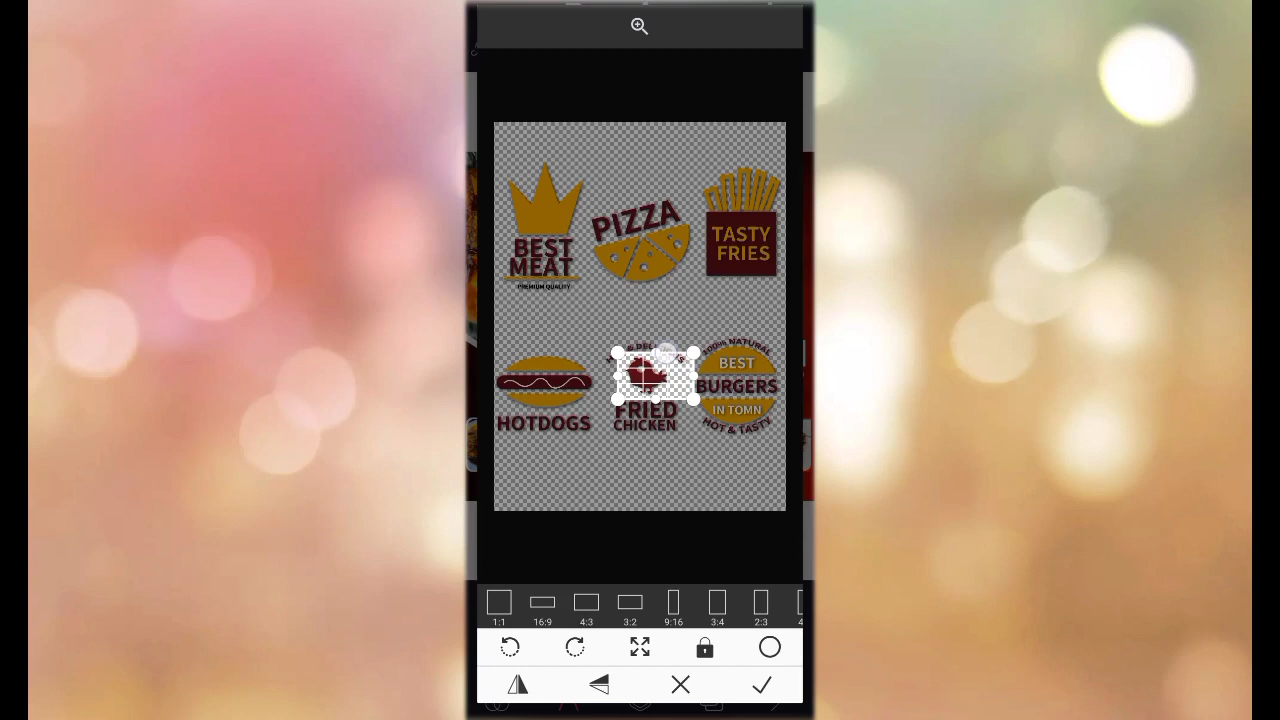 BEST
MEAT
PREMIUM QUALITY
PIZZA
TASTY
FRIES
HOTDOGS
FRIED
CHICKEN
100% NATURAL
BEST
BURGERS
IN TOMN
HOT & TASTY
1:1 16:9 4:3 3:2 9:16 3:4 2:3